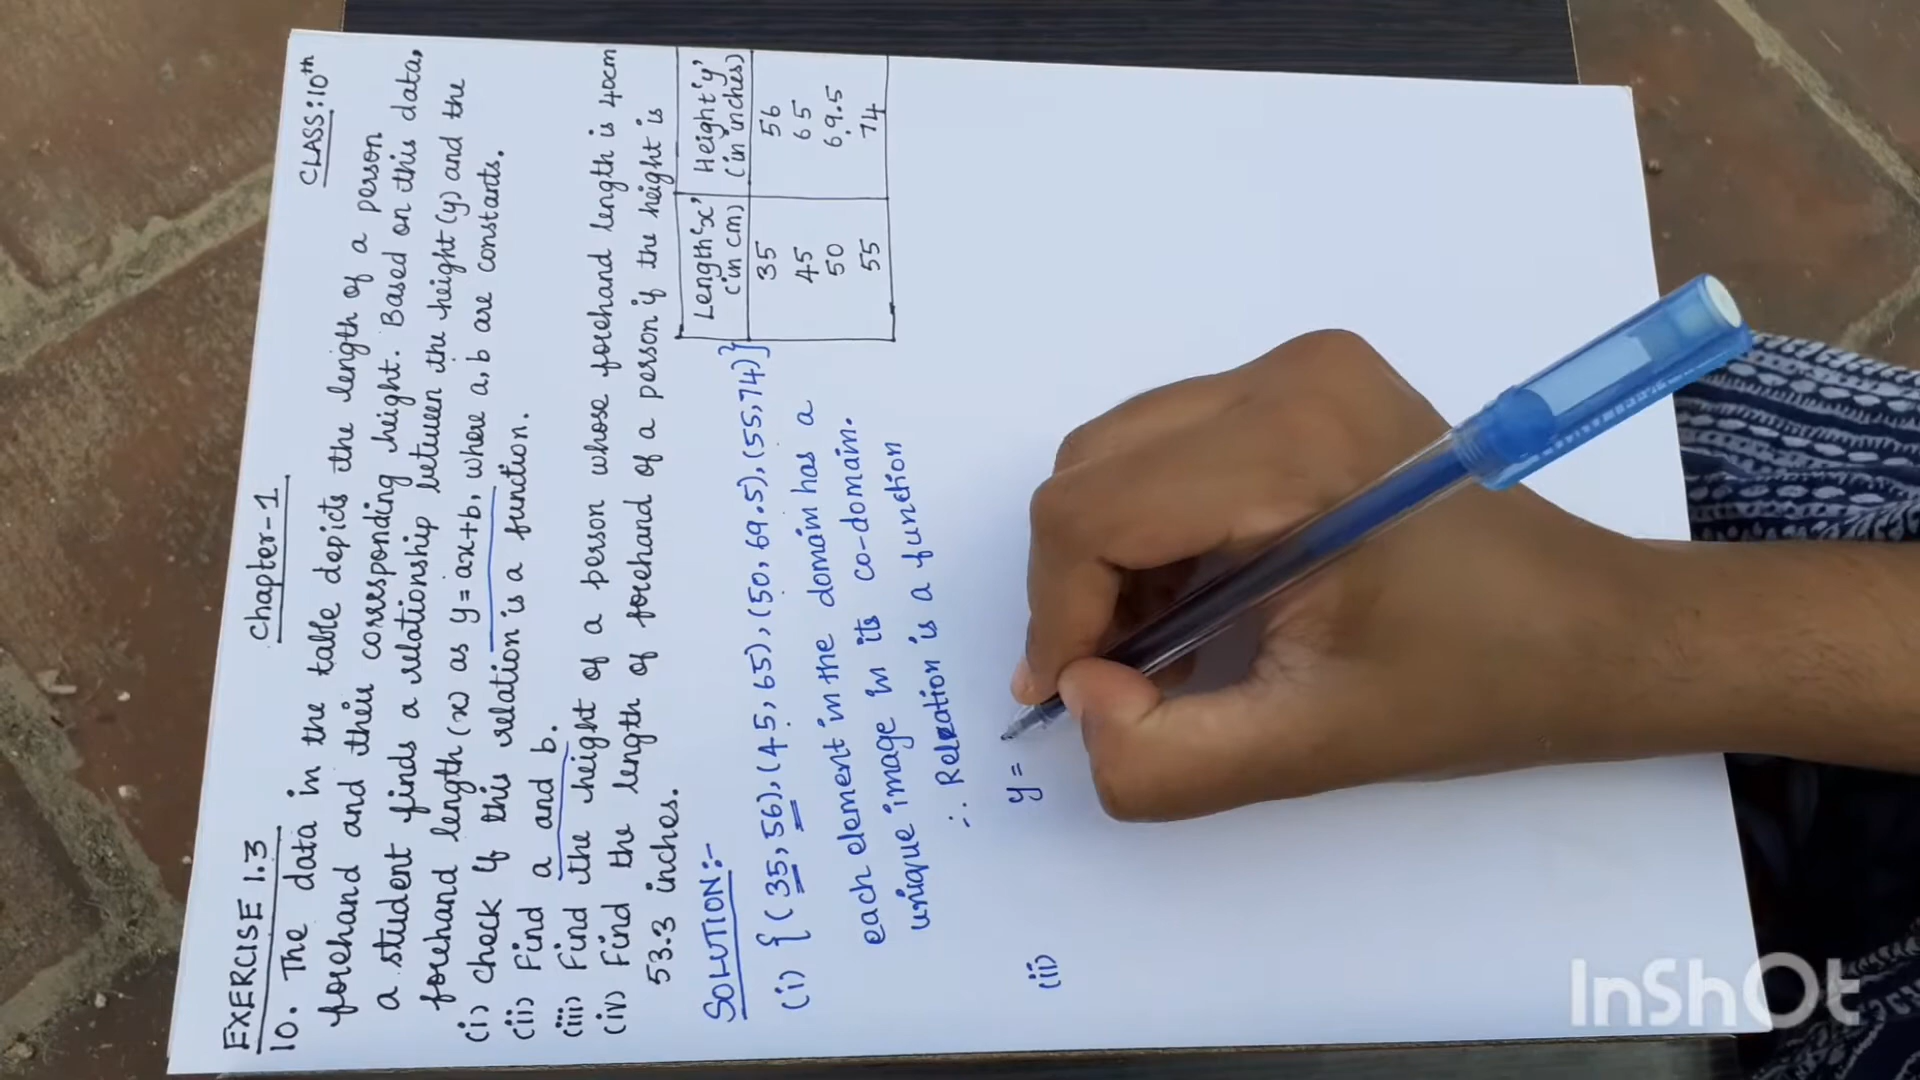 CLASS:10th
Chapter-1
EXERCISE 1.3
10. The data in the table depicts the length of a person
forehand and their corresponding height. Based on this data,
a student finds a relationship between the height (y) and the
forehand length (x) as y = ax+b, where a, b are constants.
(i) check if this relation is a function.
(ii) Find a and b.
(iii) Find the height of a person whose forehand length is 40cm
(iv) Find the length of forehand of a person if the height is
53.3 inches.
Length 'x' (in cm) Height 'y' (in inches)
35 56
45 65
50 69.5
55 74
SOLUTION:-
(i) {(35, 56), (45, 65), (50, 69.5), (55, 74)}
each element in the domain has a
unique image in its co-domain.
∴ Relation is a function
(ii) y =
InShOt